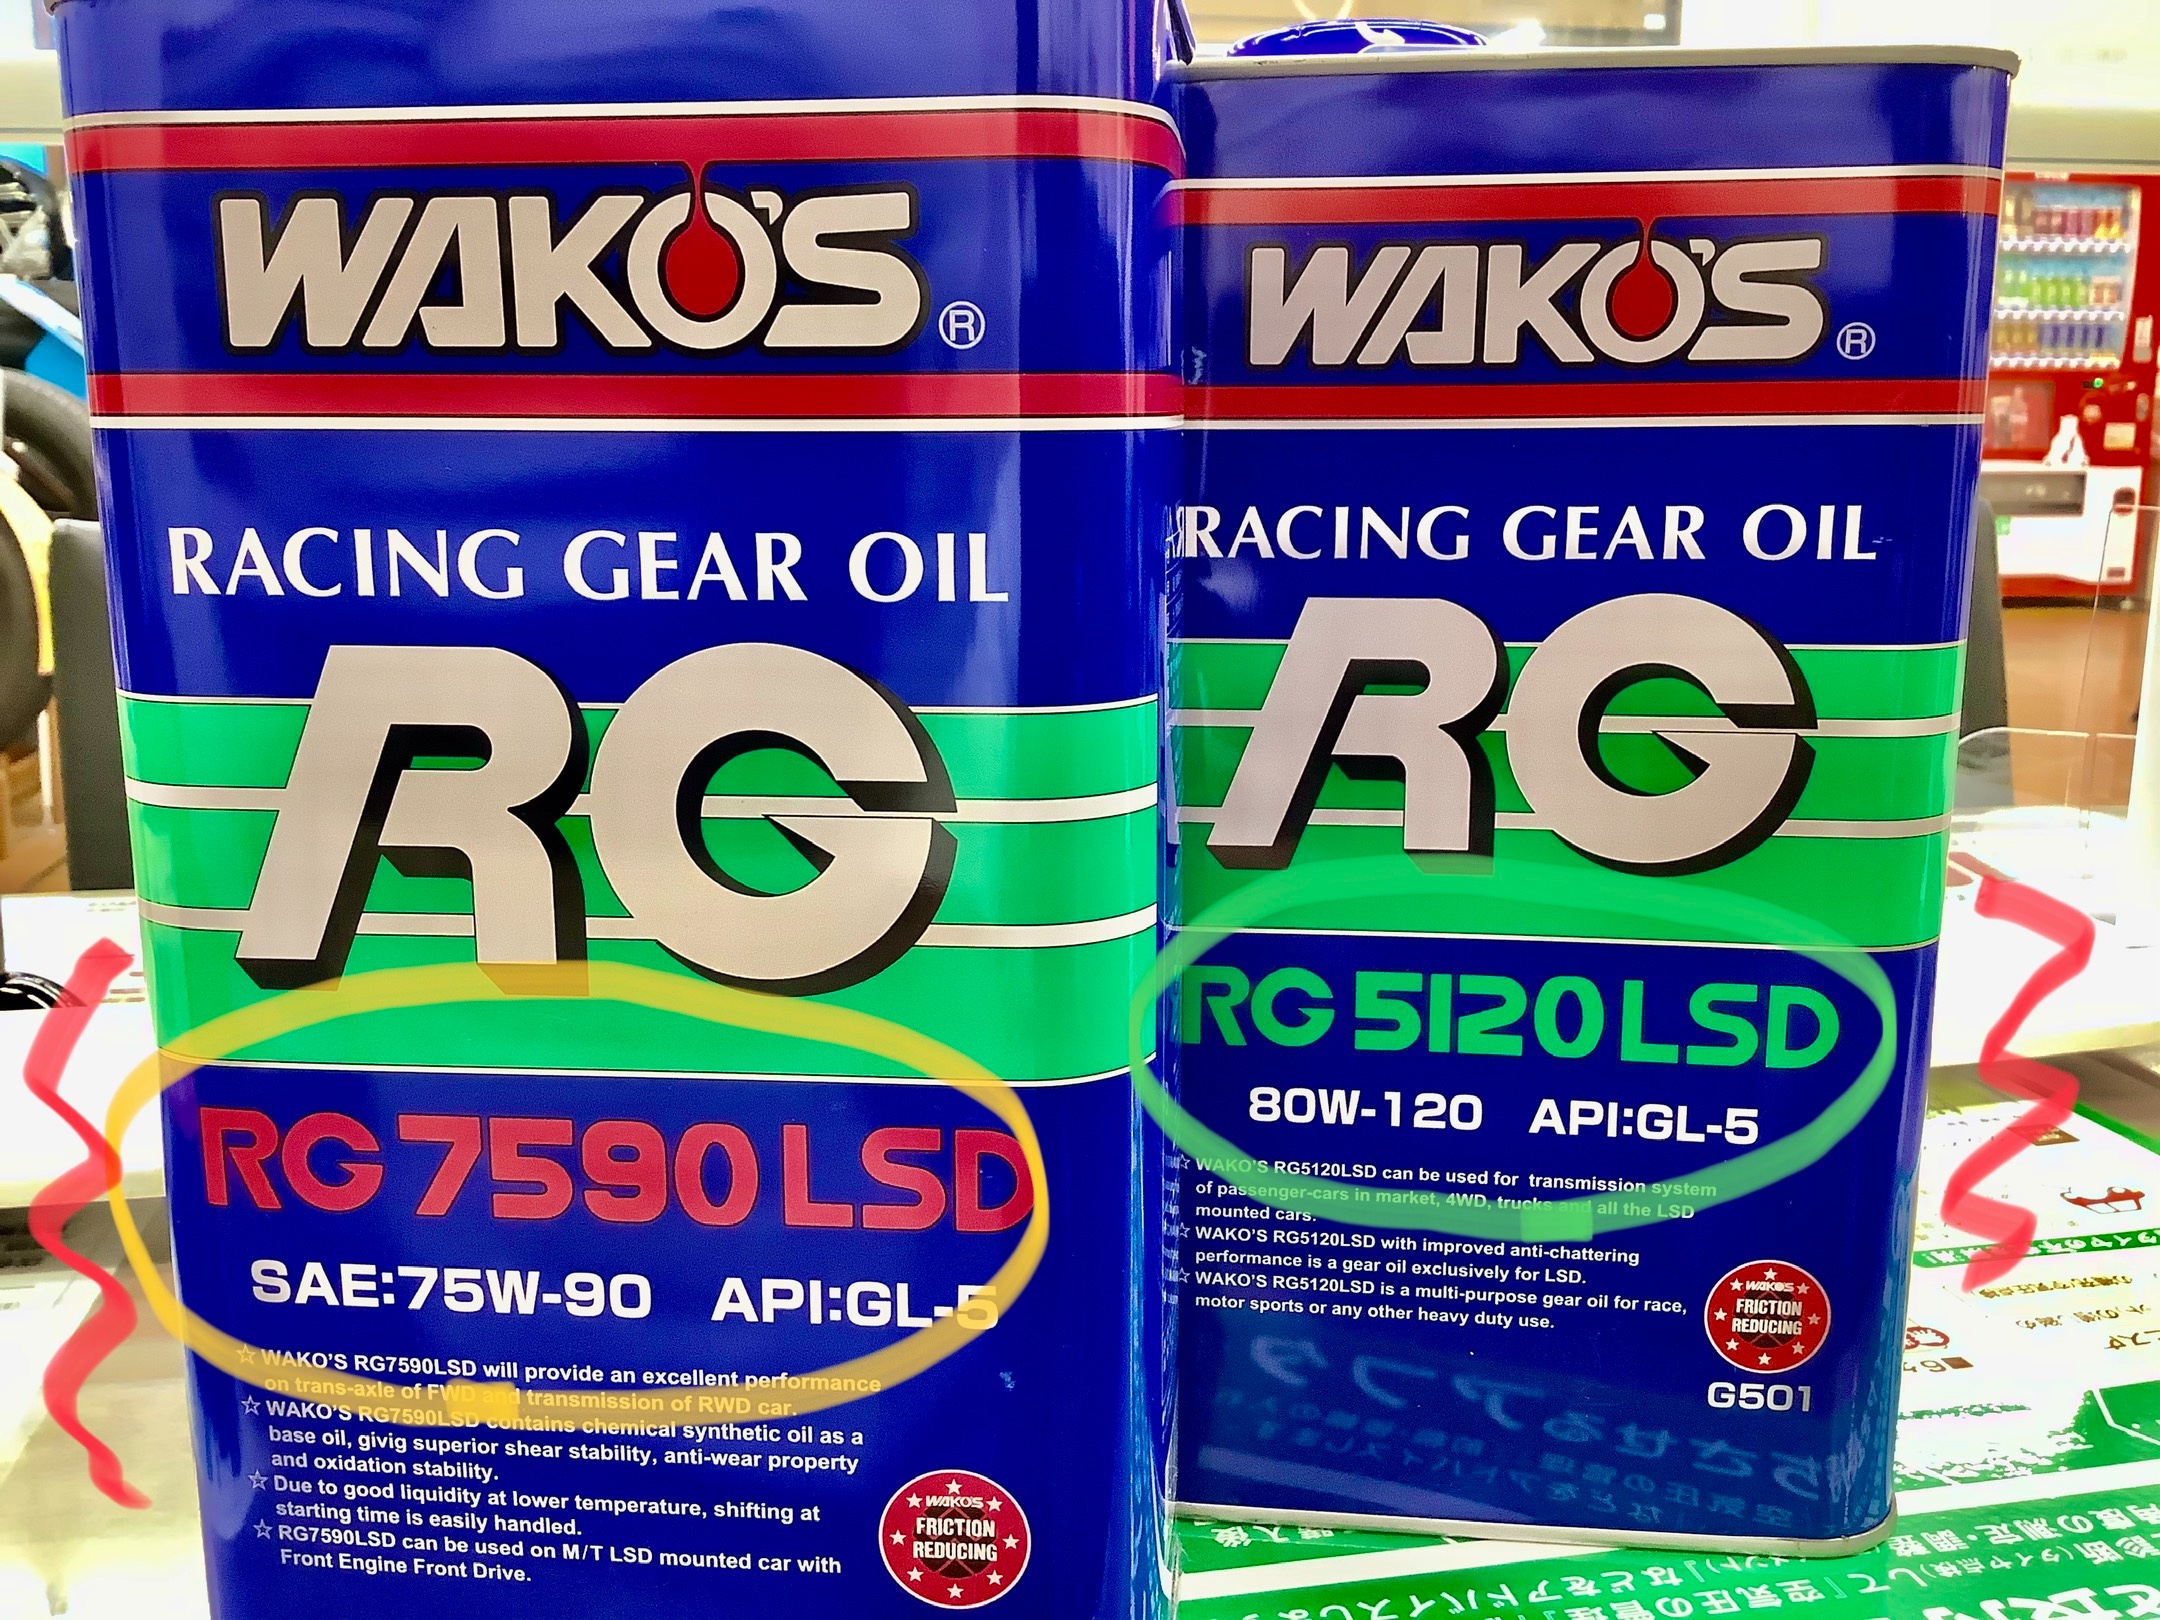 WAKO'S®
RACING GEAR OIL
RG
RG 7590 LSD
SAE:75W-90 API:GL-5
☆ WAKO'S RG7590LSD will provide an excellent performance
on trans-axle of FWD and transmission of RWD car.
☆ WAKO'S RG7590LSD contains chemical synthetic oil as a
base oil, givig superior shear stability, anti-wear property
and oxidation stability.
☆ Due to good liquidity at lower temperature, shifting at
starting time is easily handled.
☆ RG7590LSD can be used on M/T LSD mounted car with
Front Engine Front Drive.
WAKO'S
FRICTION
REDUCING
WAKO'S®
RACING GEAR OIL
RG
RG 5120 LSD
80W-120 API:GL-5
☆ WAKO'S RG5120LSD can be used for transmission system
of passenger-cars in market, 4WD, trucks and all the LSD
mounted cars.
☆ WAKO'S RG5120LSD with improved anti-chattering
performance is a gear oil exclusively for LSD.
☆ WAKO'S RG5120LSD is a multi-purpose gear oil for race,
motor sports or any other heavy duty use.
WAKO'S
FRICTION
REDUCING
G501